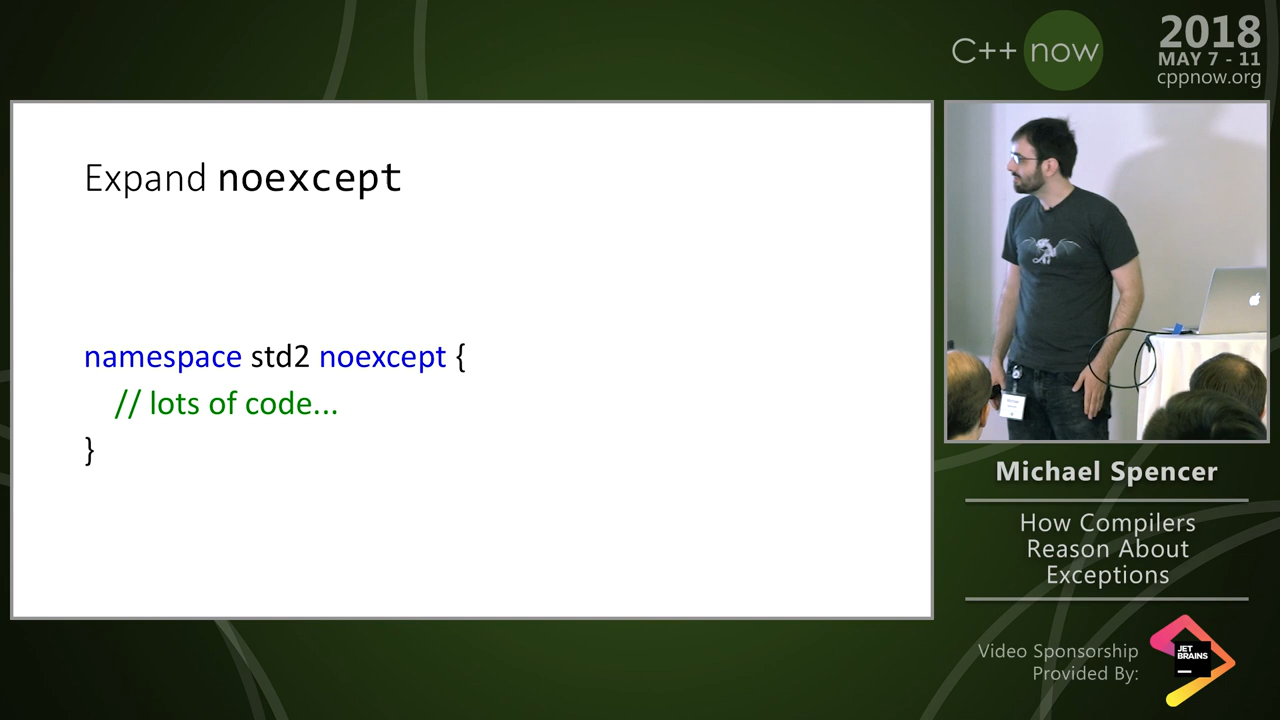 C++ now
2018
MAY 7 - 11
cppnow.org
Expand noexcept
namespace std2 noexcept {
// lots of code...
}
Michael Spencer
How Compilers
Reason About
Exceptions
Video Sponsorship
Provided By:
JET
BRAINS